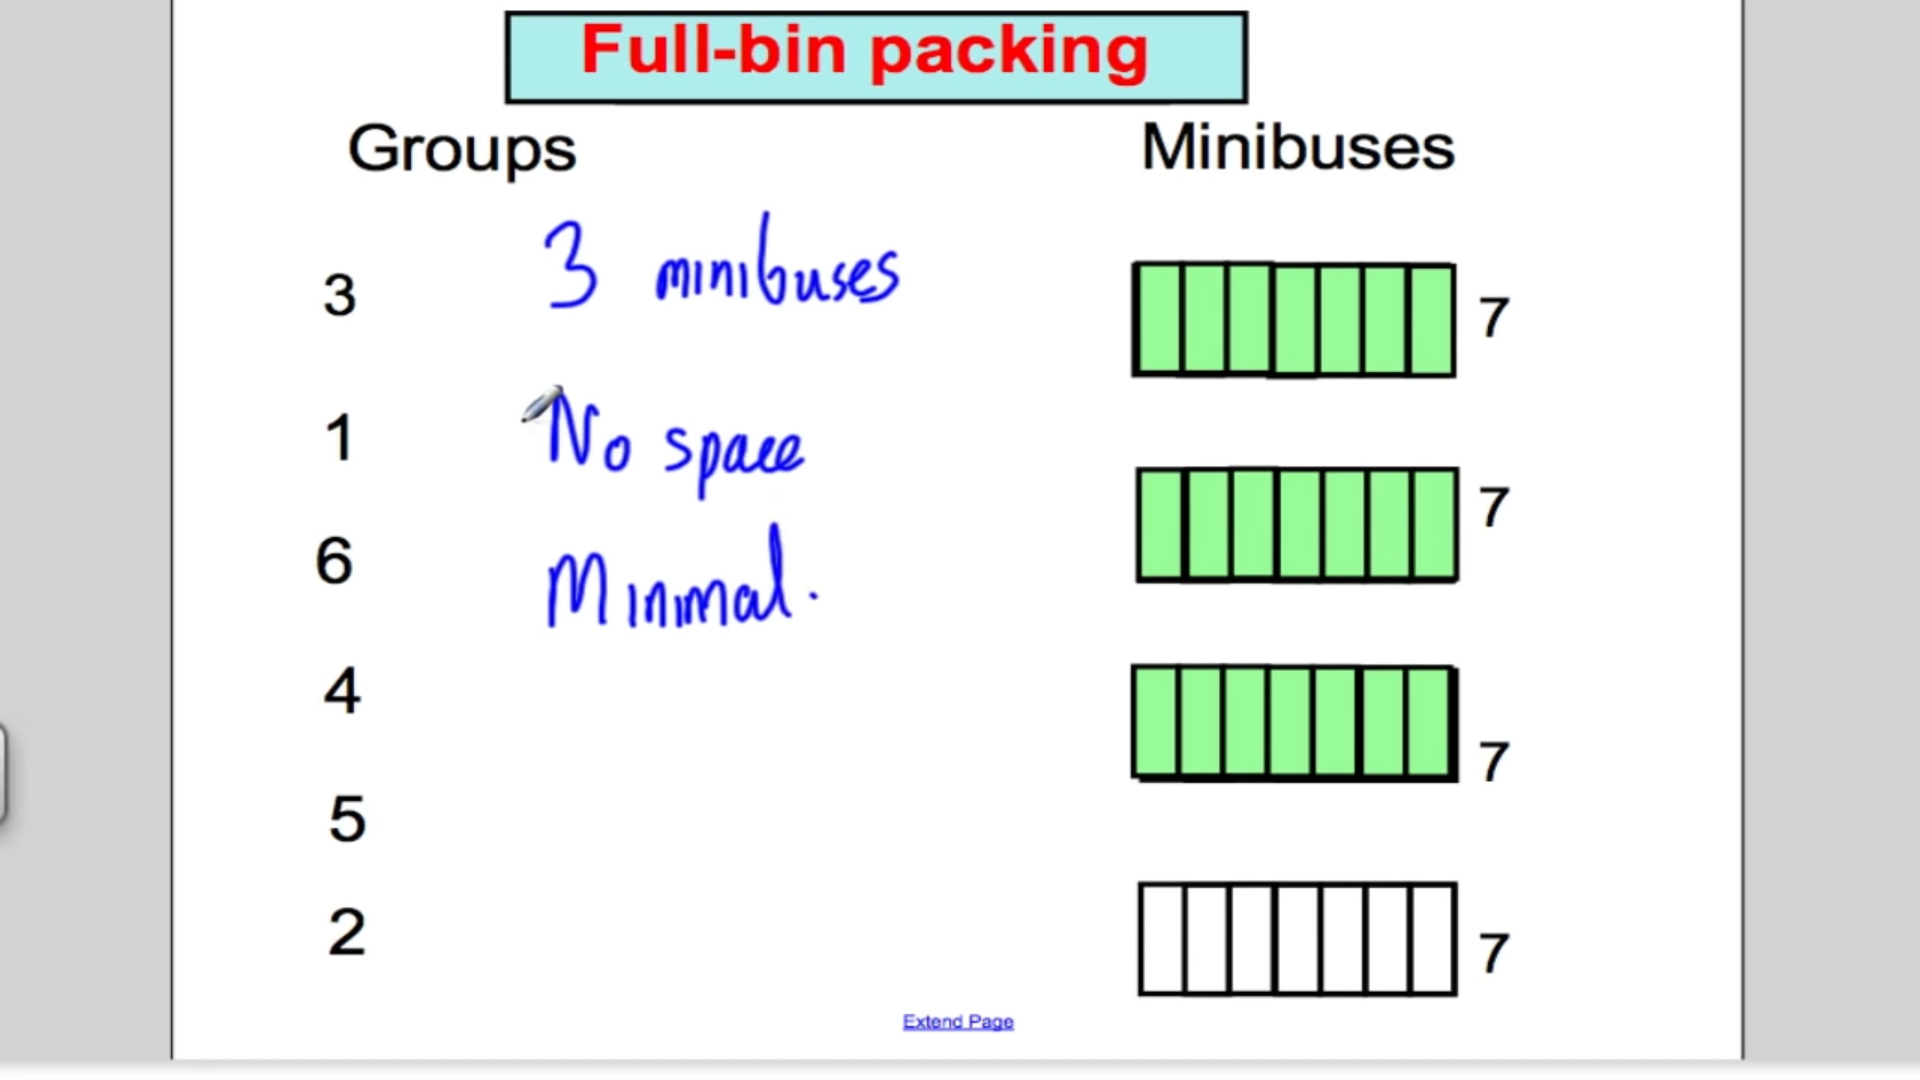 Full-bin packing
Groups
Minibuses
3
3 minibuses
7
1
No space
7
6
Minimal.
4
7
5
2
7
Extend Page